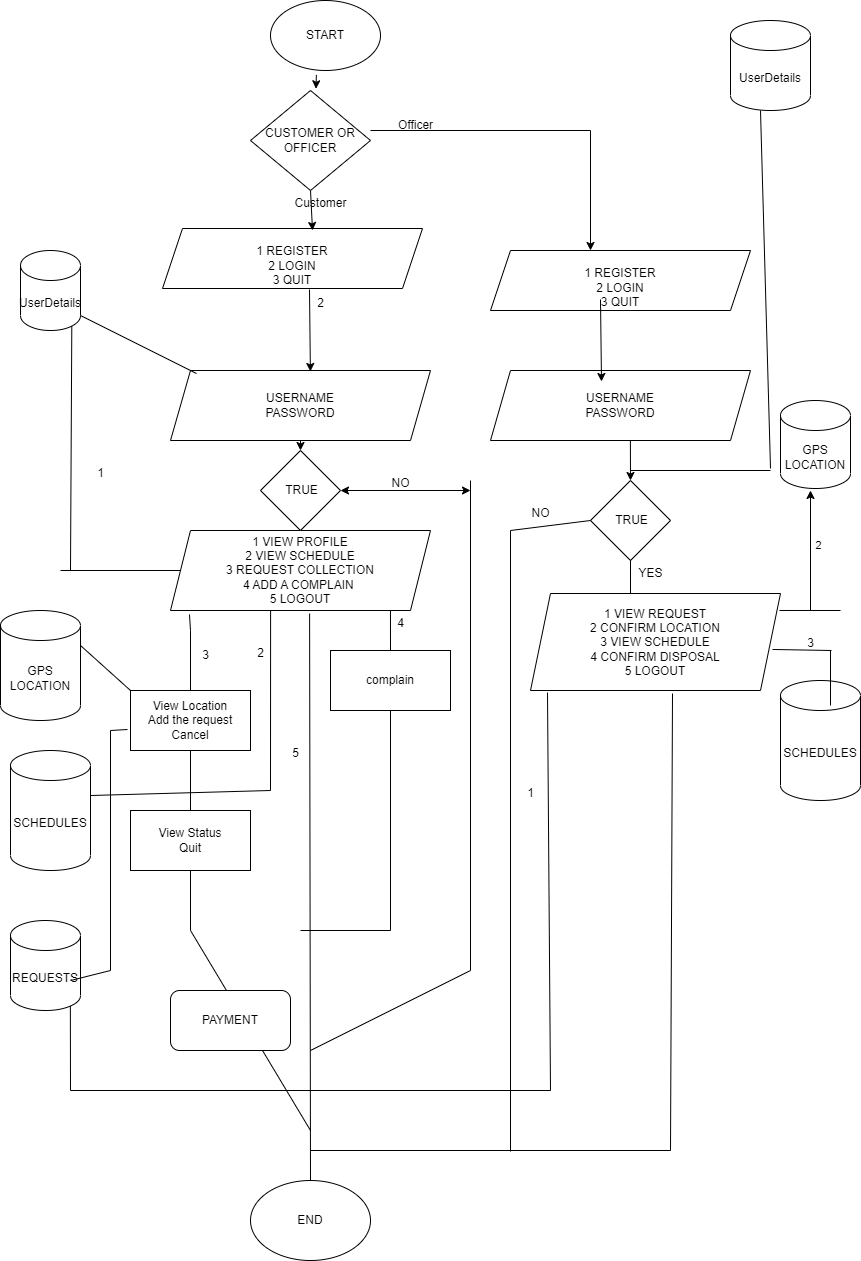 START
UserDetails
CUSTOMER OR
OFFICER
Officer
Customer
1 REGISTER
2 LOGIN
3 QUIT
1 REGISTER
2 LOGIN
3 QUIT
UserDetails
2
USERNAME
PASSWORD
USERNAME
PASSWORD
GPS
LOCATION
1
TRUE
NO
NO
TRUE
2
YES
1 VIEW PROFILE
2 VIEW SCHEDULE
3 REQUEST COLLECTION
4 ADD A COMPLAIN
5 LOGOUT
1 VIEW REQUEST
2 CONFIRM LOCATION
3 VIEW SCHEDULE
4 CONFIRM DISPOSAL
5 LOGOUT
4
3
2
3
GPS
LOCATION
complain
View Location
Add the request
Cancel
5
SCHEDULES
1
SCHEDULES
View Status
Quit
REQUESTS
PAYMENT
END